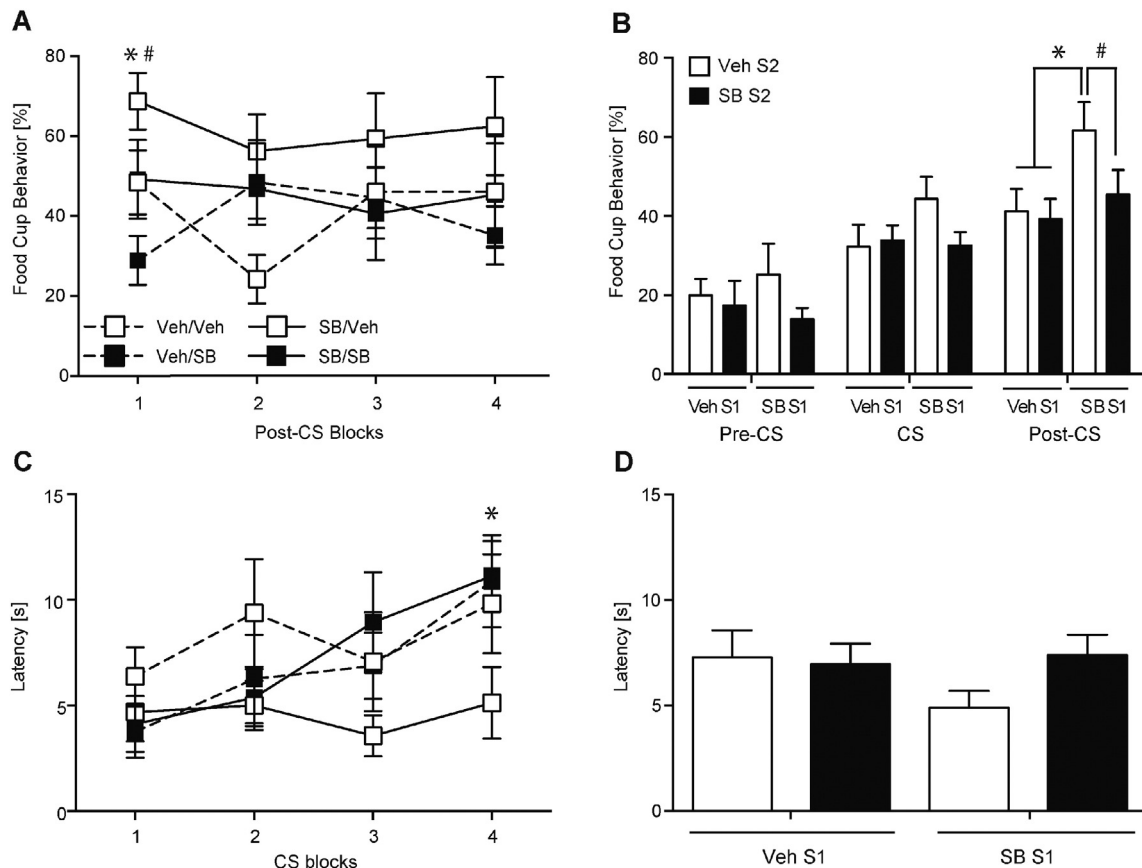 A
* #
80
60
40
20
0
Food Cup Behavior [%]
Veh/Veh
SB/Veh
Veh/SB
SB/SB
1 2 3 4
Post-CS Blocks
B
Veh S2
SB S2
* #
80
60
40
20
0
Food Cup Behavior [%]
Veh S1 SB S1 Veh S1 SB S1 Veh S1 SB S1
Pre-CS CS Post-CS
C
*
15
10
5
0
Latency [s]
1 2 3 4
CS blocks
D
15
10
5
0
Latency [s]
Veh S1 SB S1